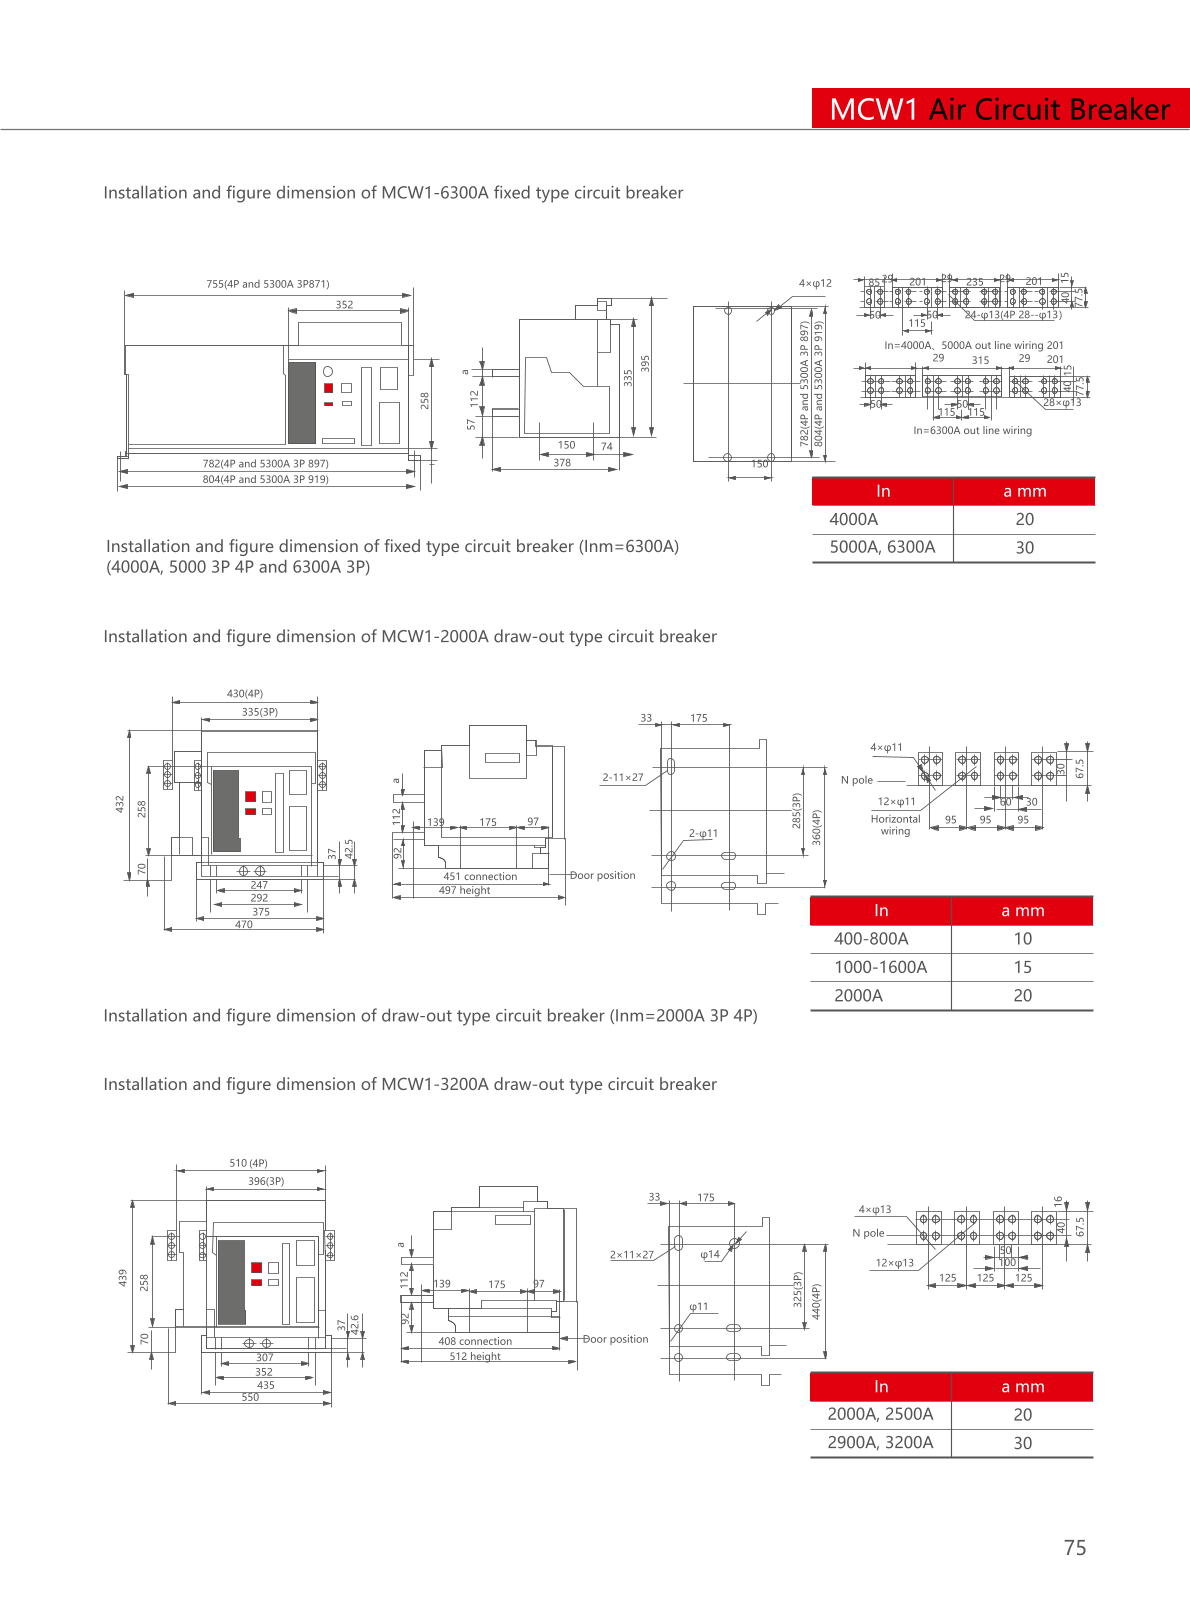 MCW1 Air Circuit Breaker
Installation and figure dimension of MCW1-6300A fixed type circuit breaker
755(4P and 5300A 3P871)
352
258
782(4P and 5300A 3P 897)
804(4P and 5300A 3P 919)
a
112
57
335
395
150
74
378
4×φ12
782(4P and 5300A 3P 897)
804(4P and 5300A 3P 919)
150
85
29
201
29
235
29
201
15
40
77.5
50
50
24-φ13(4P 28--φ13)
115
In=4000A、5000A out line wiring 201
29
315
29
201
15
40
77.5
50
50
28×φ13
115
115
In=6300A out line wiring
In
a mm
4000A
20
5000A, 6300A
30
Installation and figure dimension of fixed type circuit breaker (Inm=6300A)
(4000A, 5000 3P 4P and 6300A 3P)
Installation and figure dimension of MCW1-2000A draw-out type circuit breaker
430(4P)
335(3P)
432
258
70
37
42.5
247
292
375
470
a
112
92
139
175
97
451 connection
497 height
Door position
33
175
2-11×27
2-φ11
285(3P)
360(4P)
4×φ11
N pole
12×φ11
Horizontal
wiring
30
67.5
60
30
95
95
95
In
a mm
400-800A
10
1000-1600A
15
2000A
20
Installation and figure dimension of draw-out type circuit breaker (Inm=2000A 3P 4P)
Installation and figure dimension of MCW1-3200A draw-out type circuit breaker
510 (4P)
396(3P)
439
258
70
37
42.6
307
352
435
550
a
112
92
139
175
97
408 connection
512 height
Door position
33
175
2×11×27
φ14
φ11
325(3P)
440(4P)
4×φ13
N pole
12×φ13
16
40
67.5
50
100
125
125
125
In
a mm
2000A, 2500A
20
2900A, 3200A
30
75